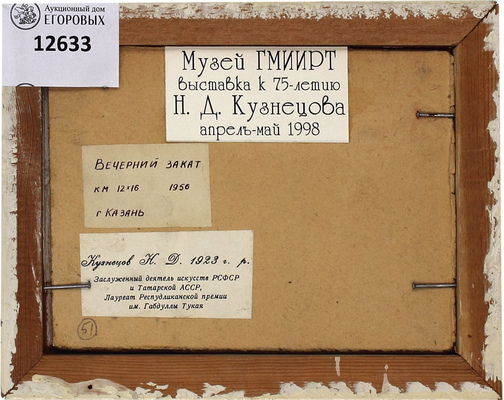 Аукционный дом
ЕГОРОВЫХ
12633
Музей ГМИИРТ
выставка к 75-летию
Н. Д. Кузнецова
апрель-май 1998
ВЕЧЕРНИЙ ЗАКАТ
КМ 12×16 1956
Г КАЗАНЬ
Кузнецов Н. Д. 1923 г. р.
Заслуженный деятель искусств РСФСР
и Татарской АССР,
Лауреат Республиканской премии
им. Габдуллы Тукая
51